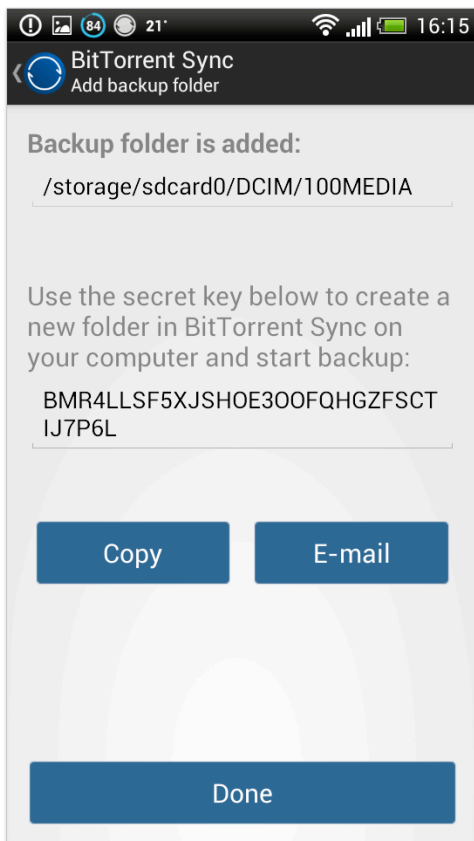 84 21° 16:15
BitTorrent Sync
Add backup folder
Backup folder is added:
/storage/sdcard0/DCIM/100MEDIA
Use the secret key below to create a
new folder in BitTorrent Sync on
your computer and start backup:
BMR4LLSF5XJSHOE3OOFQHGZFSCT
IJ7P6L
Copy E-mail
Done